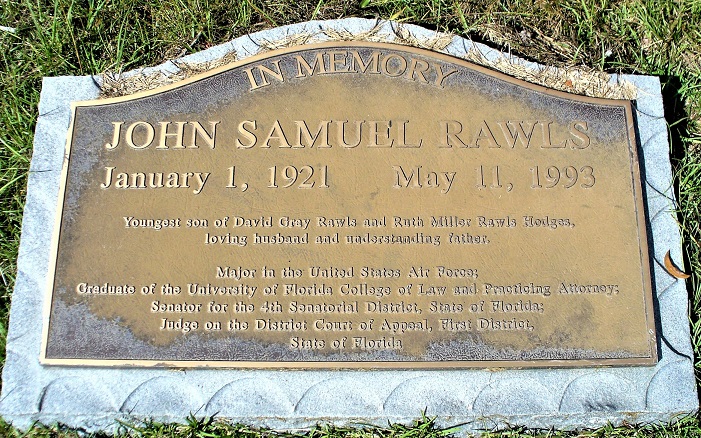 IN MEMORY
JOHN SAMUEL RAWLS
January 1, 1921 May 11, 1993
Youngest son of David Gray Rawls and Ruth Miller Rawls Hodges,
loving husband and understanding father.
Major in the United States Air Force;
Graduate of the University of Florida College of Law and Practicing Attorney;
Senator for the 4th Senatorial District, State of Florida;
Judge on the District Court of Appeal, First District,
State of Florida